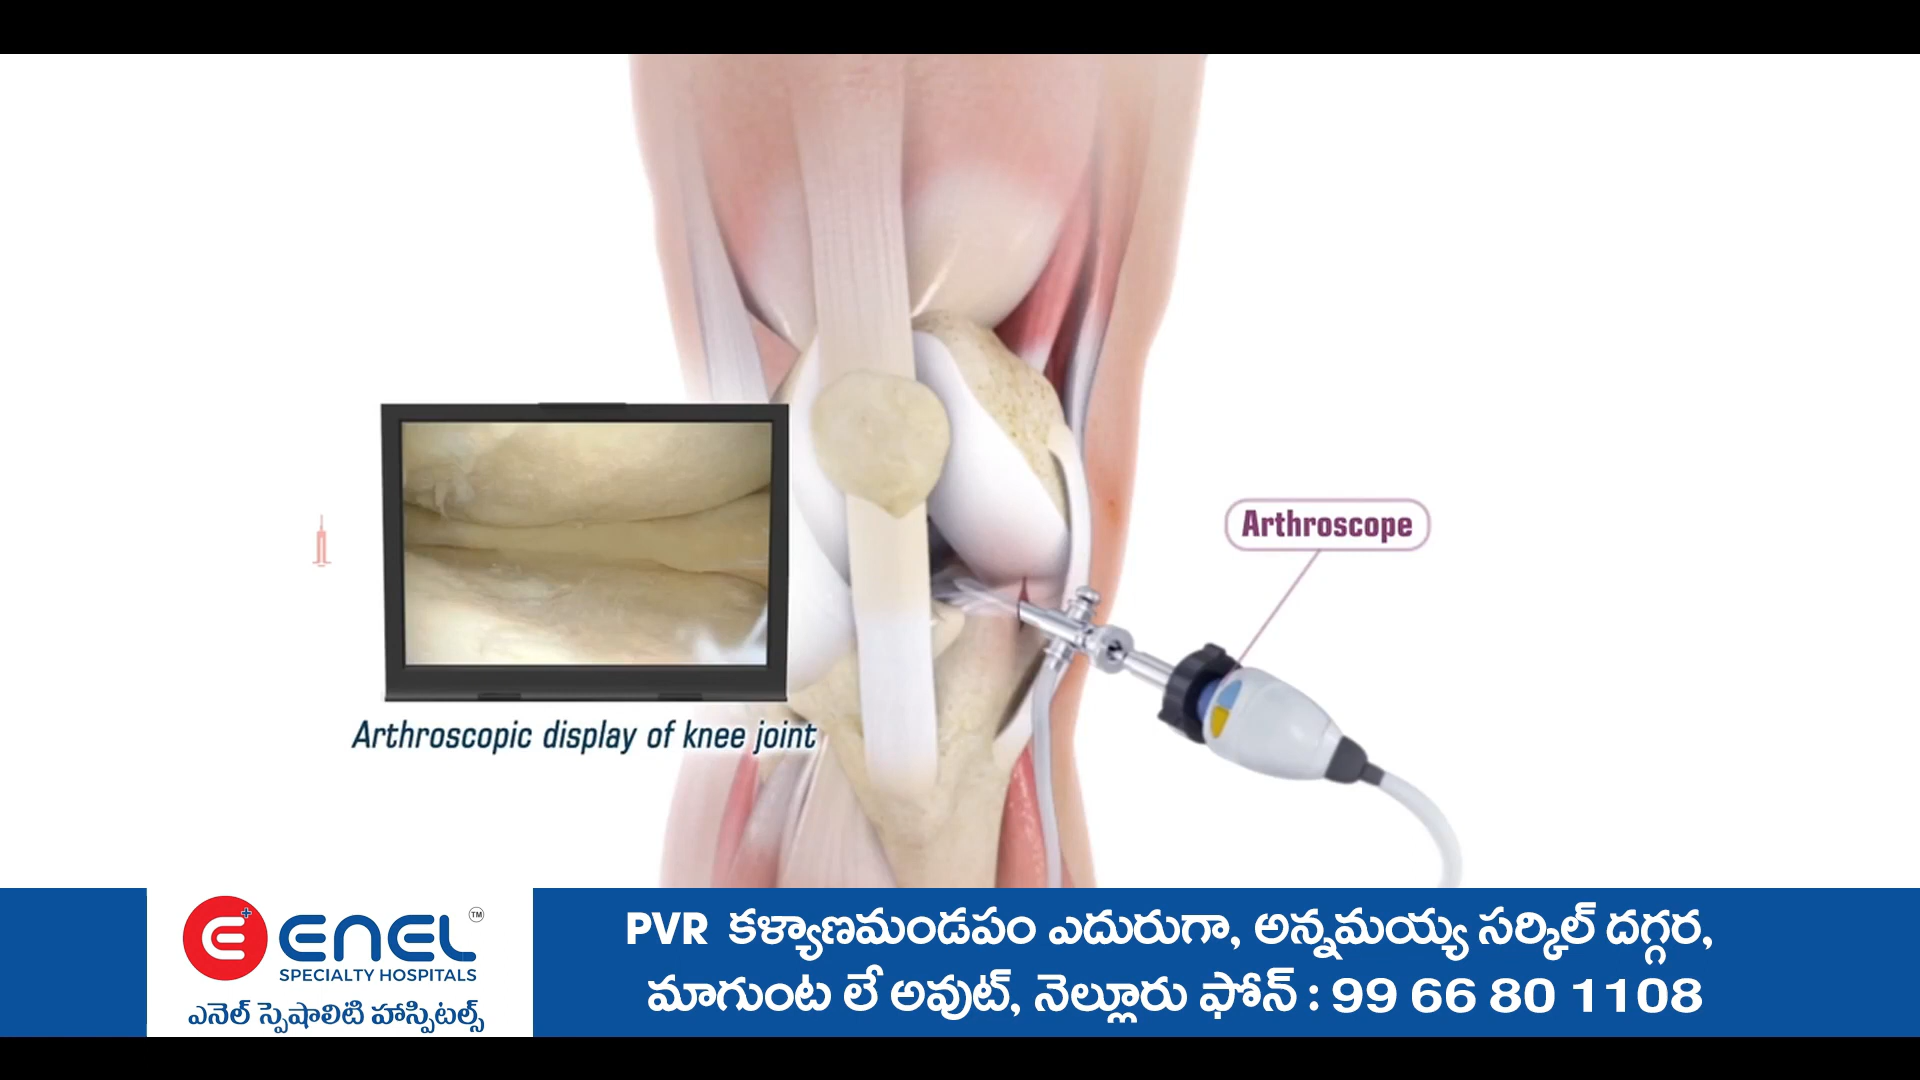 Arthroscope
Arthroscopic display of knee joint
ENEL TM
SPECIALTY HOSPITALS
ఎనెల్ స్పెషాలిటి హాస్పిటల్స్
PVR కళ్యాణమండపం ఎదురుగా, అన్నమయ్య సర్కిల్ దగ్గర,
మాగుంట లే అవుట్, నెల్లూరు ఫోన్ : 99 66 80 1108